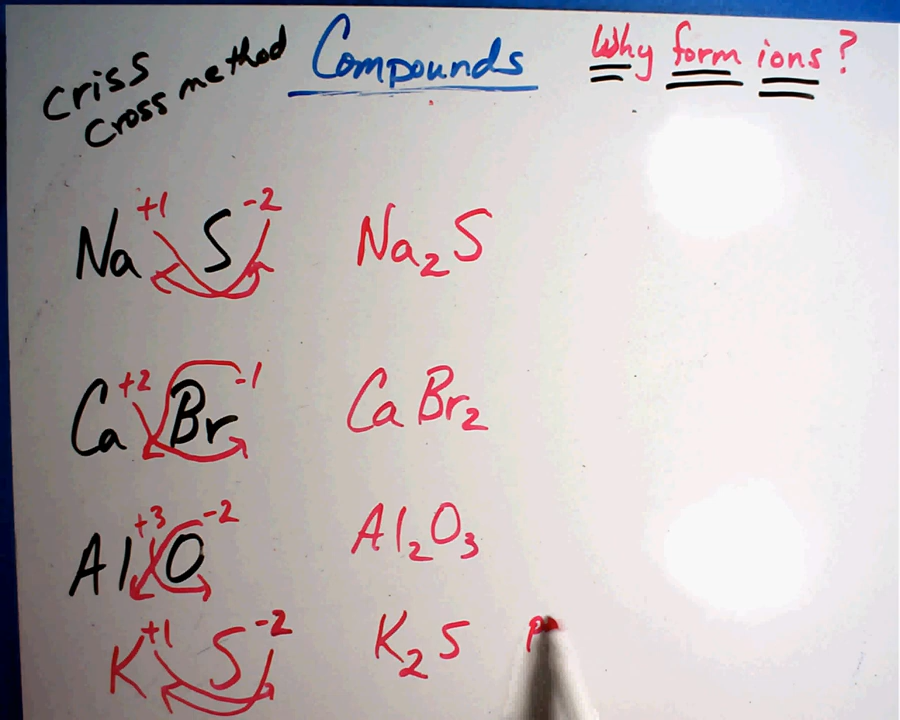 Criss Cross method
Compounds
Why form ions?
Na+1 S-2 Na2S
Ca+2 Br-1 CaBr2
Al+3 O-2 Al2O3
K+1 S-2 K2S